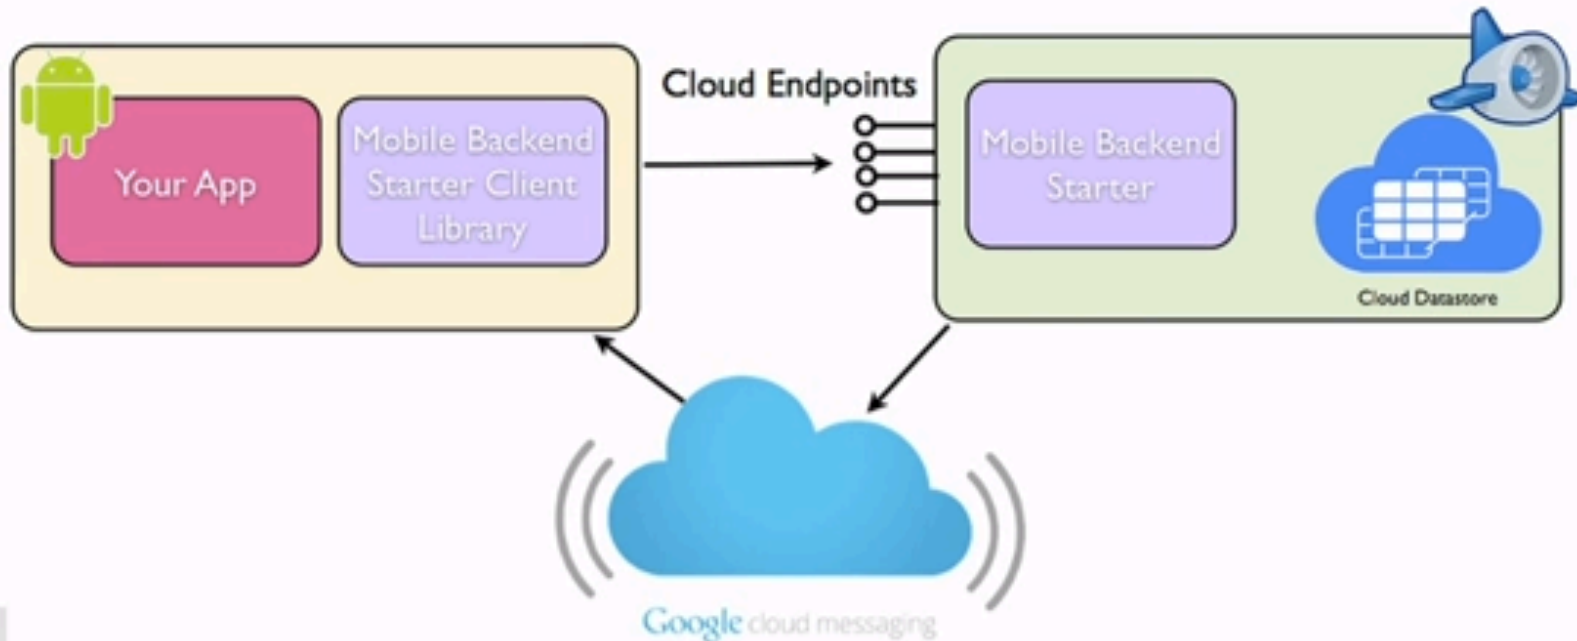 Cloud Endpoints
Your App
Mobile Backend
Starter Client
Library
Mobile Backend
Starter
Cloud Datastore
Google cloud messaging